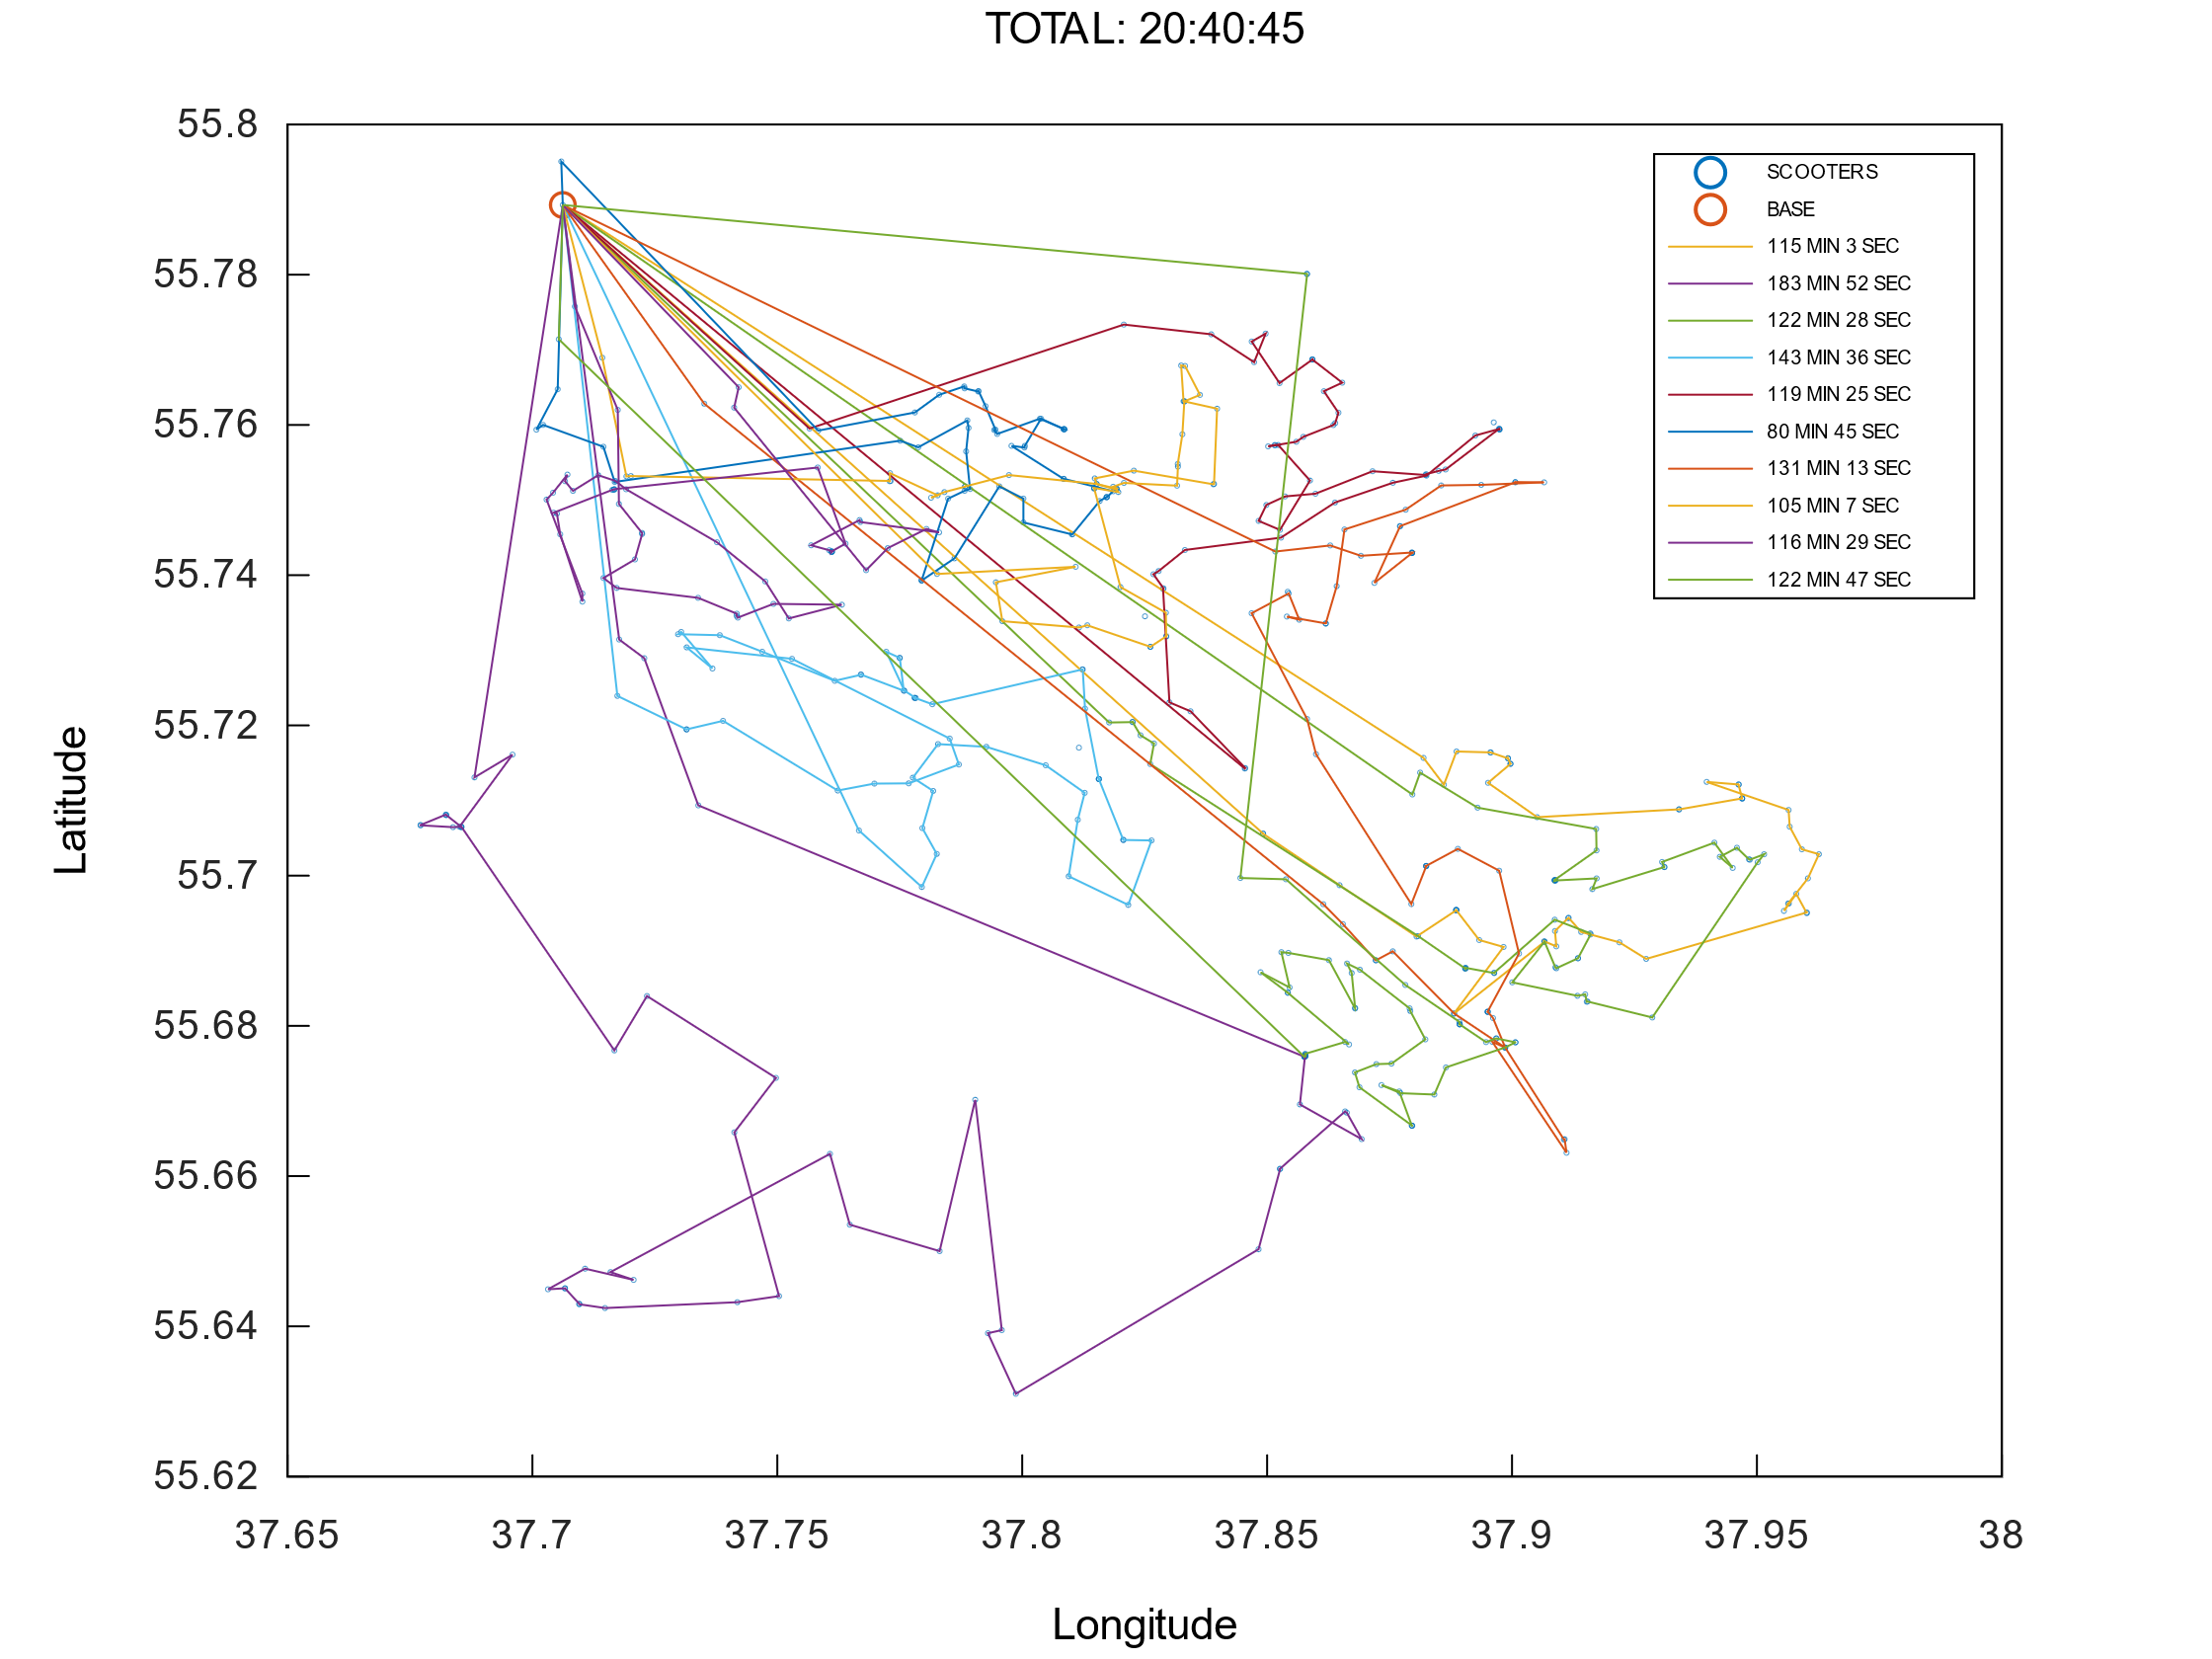 TOTAL: 20:40:45
55.8
55.78
55.76
55.74
55.72
55.7
55.68
55.66
55.64
55.62
37.65 37.7 37.75 37.8 37.85 37.9 37.95 38
Latitude
Longitude
SCOOTERS
BASE
115 MIN 3 SEC
183 MIN 52 SEC
122 MIN 28 SEC
143 MIN 36 SEC
119 MIN 25 SEC
80 MIN 45 SEC
131 MIN 13 SEC
105 MIN 7 SEC
116 MIN 29 SEC
122 MIN 47 SEC